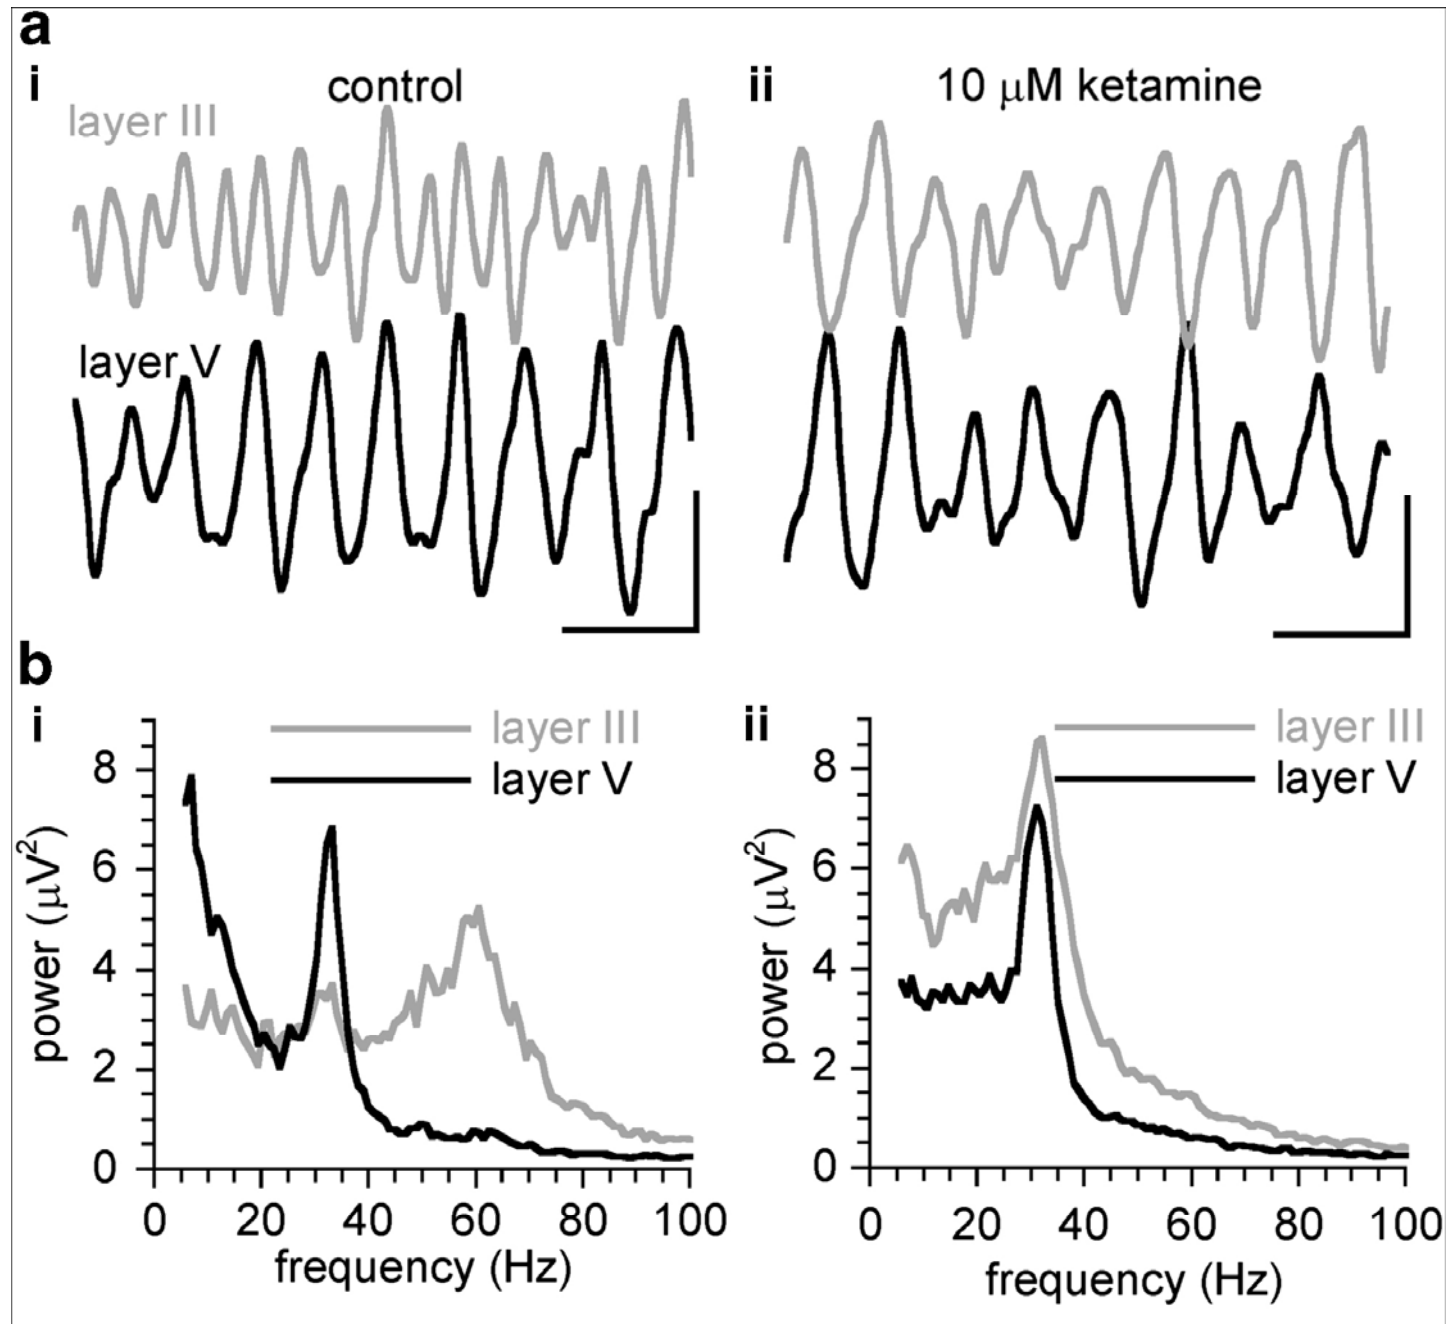 a
i
control
ii
10 μM ketamine
layer III
layer V
b
i
layer III
layer V
8
6
4
2
0
power (μV²)
0 20 40 60 80 100
frequency (Hz)
ii
layer III
layer V
8
6
4
2
0
power (μV²)
0 20 40 60 80 100
frequency (Hz)